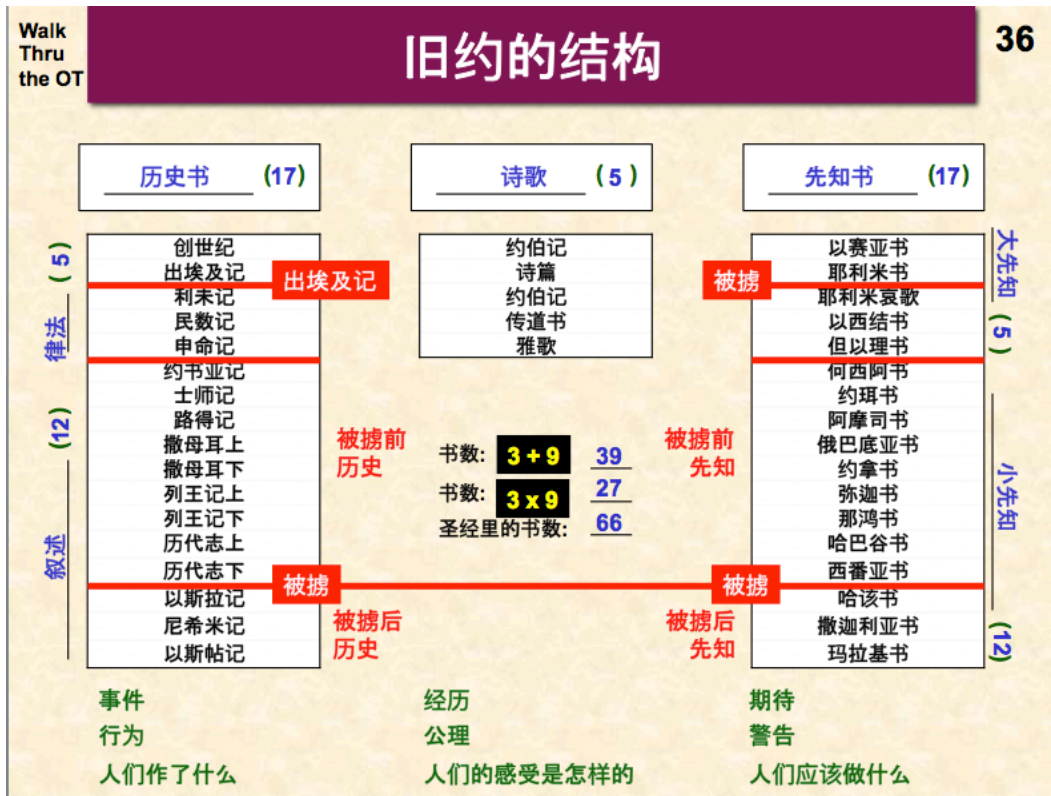 Walk
Thru
the OT
旧约的结构
36
历史书 (17)
诗歌 (5)
先知书 (17)
律法 (5)
叙述 (12)
创世纪
出埃及记
利未记
民数记
申命记
约书亚记
士师记
路得记
撒母耳上
撒母耳下
列王记上
列王记下
历代志上
历代志下
以斯拉记
尼希米记
以斯帖记
出埃及记
被掳前
历史
被掳
被掳后
历史
约伯记
诗篇
约伯记
传道书
雅歌
书数: 3 + 9 39
书数: 3 x 9 27
圣经里的书数: 66
被掳
被掳前
先知
被掳
被掳后
先知
以赛亚书
耶利米书
耶利米哀歌
以西结书
但以理书
何西阿书
约珥书
阿摩司书
俄巴底亚书
约拿书
弥迦书
那鸿书
哈巴谷书
西番亚书
哈该书
撒迦利亚书
玛拉基书
大先知 (5)
小先知 (12)
事件
行为
人们作了什么
经历
公理
人们的感受是怎样的
期待
警告
人们应该做什么